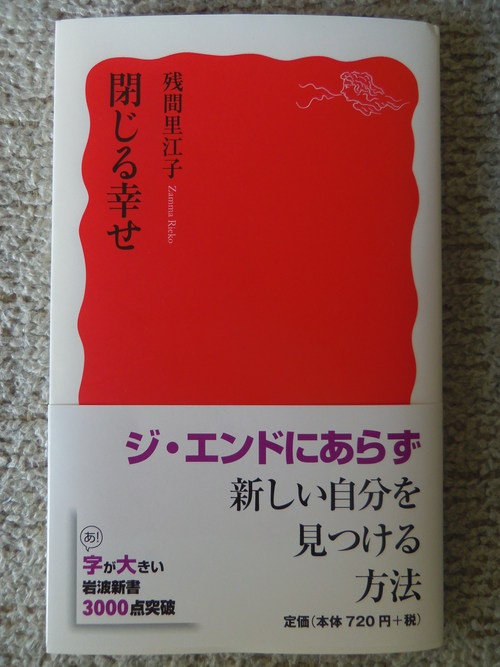 閉じる幸せ
残間里江子
Zamma Rieko
ジ・エンドにあらず
新しい自分を
見つける
方法
あ!
字が大きい
岩波新書
3000点突破
定価(本体 720 円+税)